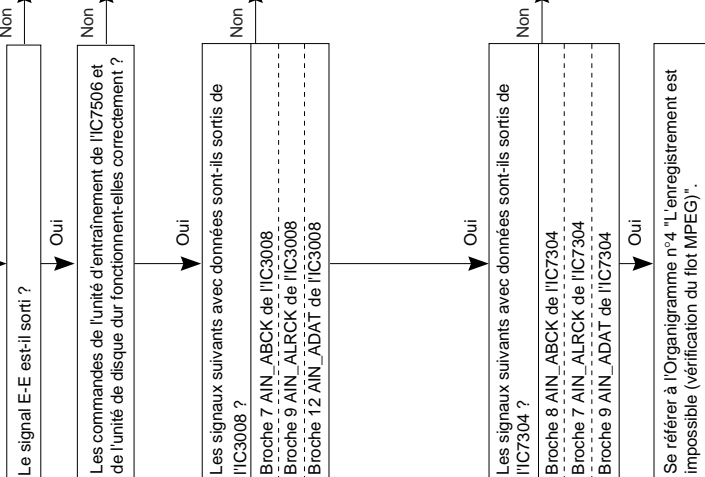 Non
Le signal E-E est-il sorti ?
Oui
Non
Les commandes de l'unité d'entraînement de l'IC7506 et
de l'unité de disque dur fonctionnent-elles correctement ?
Oui
Non
Les signaux suivants avec données sont-ils sortis de
l'IC3008 ?
Broche 7 AIN_ABCK de l'IC3008
Broche 9 AIN_ALRCK de l'IC3008
Broche 12 AIN_ADAT de l'IC3008
Oui
Non
Les signaux suivants avec données sont-ils sortis de
l'IC7304 ?
Broche 8 AIN_ABCK de l'IC7304
Broche 7 AIN_ALRCK de l'IC7304
Broche 9 AIN_ADAT de l'IC7304
Oui
Se référer à l'Organigramme n°4 "L'enregistrement est
impossible (vérification du flot MPEG)".